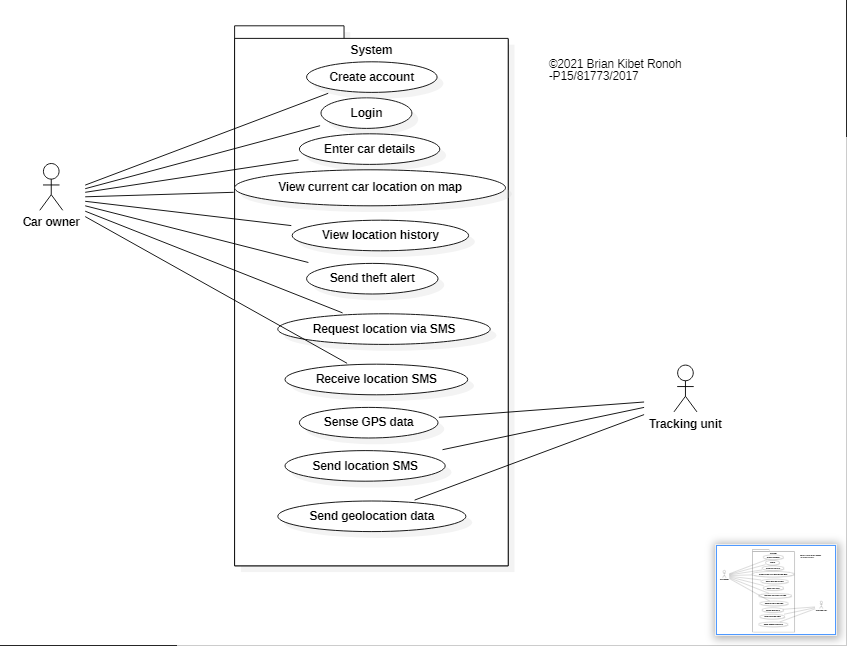 System
©2021 Brian Kibet Ronoh
-P15/81773/2017
Create account
Login
Enter car details
View current car location on map
Car owner
View location history
Send theft alert
Request location via SMS
Receive location SMS
Sense GPS data
Tracking unit
Send location SMS
Send geolocation data